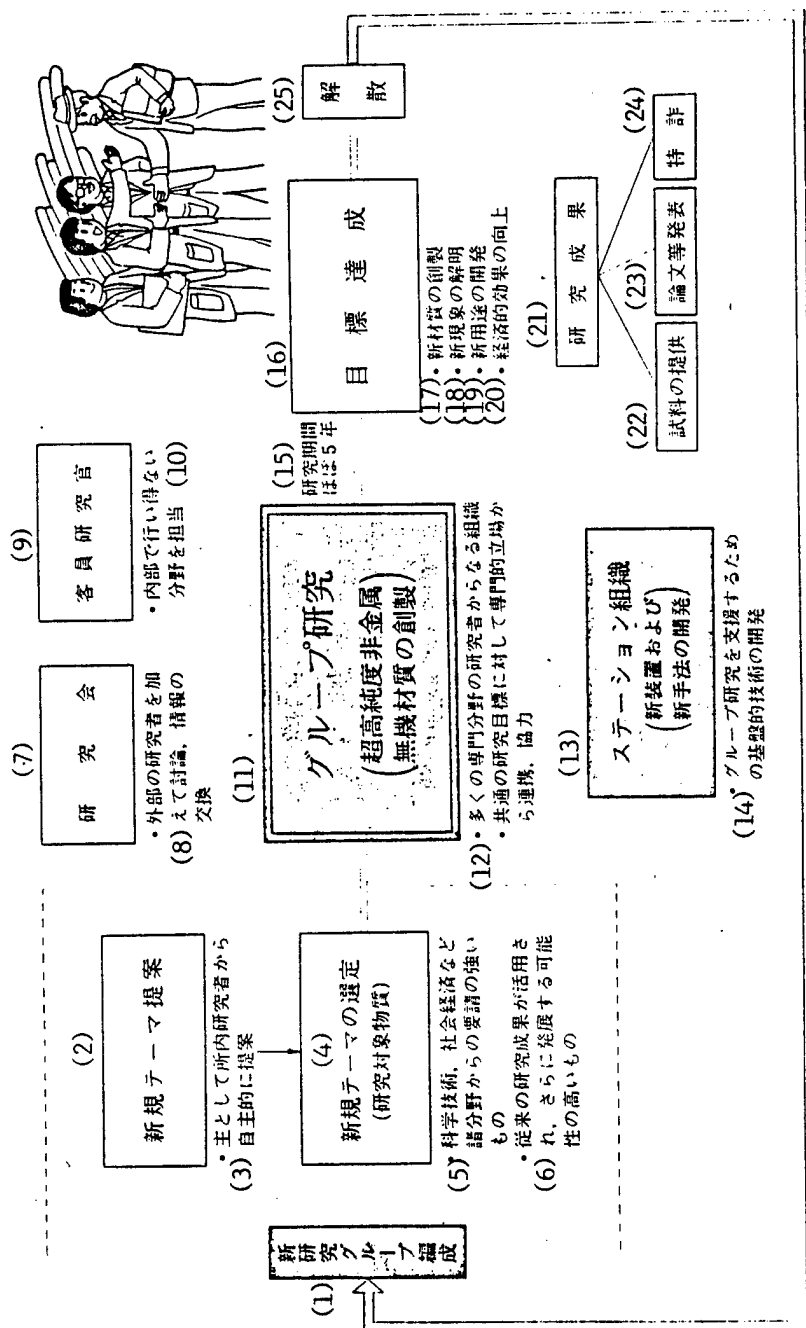 (1)
新研究
グループ
編成
(2)
新規テーマ提案
・主として所内研究者から
(3) 自主的に提案
(4)
新規テーマの選定
(研究対象物質)
(5)・科学技術，社会経済など
諸分野からの要請の強い
もの
・従来の研究成果が活用さ
(6) れ，さらに発展する可能
性の高いもの
(7)
研究会
・外部の研究者を加
(8) えて討論，情報の
交換
(9)
客員研究官
・内部で行い得ない
分野を担当 (10)
(11)
グループ研究
(超高純度非金属
無機材質の創製)
(12)・多くの専門分野の研究者からなる組織
・共通の研究目標に対して専門的立場か
ら連携，協力
(13)
ステーション組織
(新装置および
新手法の開発)
(14)・グループ研究を支援するため
の基盤的技術の開発
(15)
研究期間
ほぼ5年
(16)
目標達成
(17)・新材質の創製
(18)・新現象の解明
(19)・新用途の開発
(20)・経済的効果の向上
(21)
研究成果
(22)
試料の提供
(23)
論文等発表
(24)
特許
(25)
解散